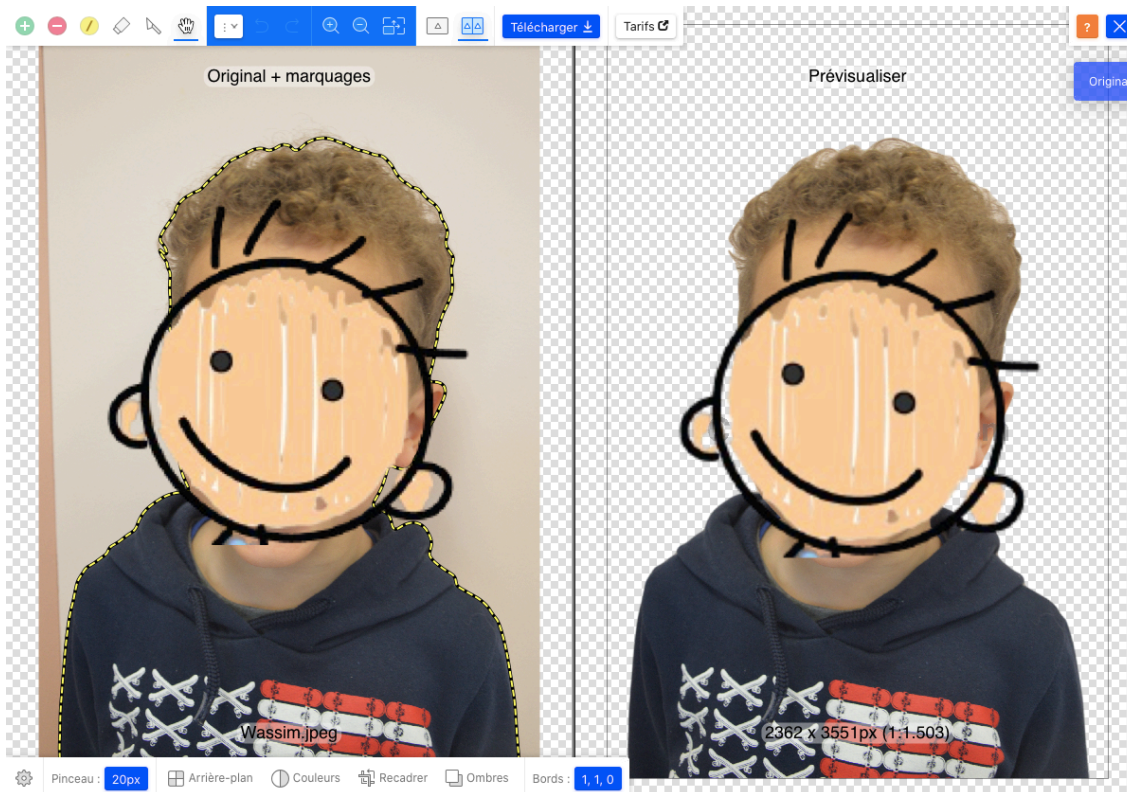 Télécharger
Tarifs
?
Original + marquages
Prévisualiser
Origina
Wassim.jpeg
2362 x 3551px (1:1.503)
Pinceau : 20px Arrière-plan Couleurs Recadrer Ombres Bords : 1, 1, 0